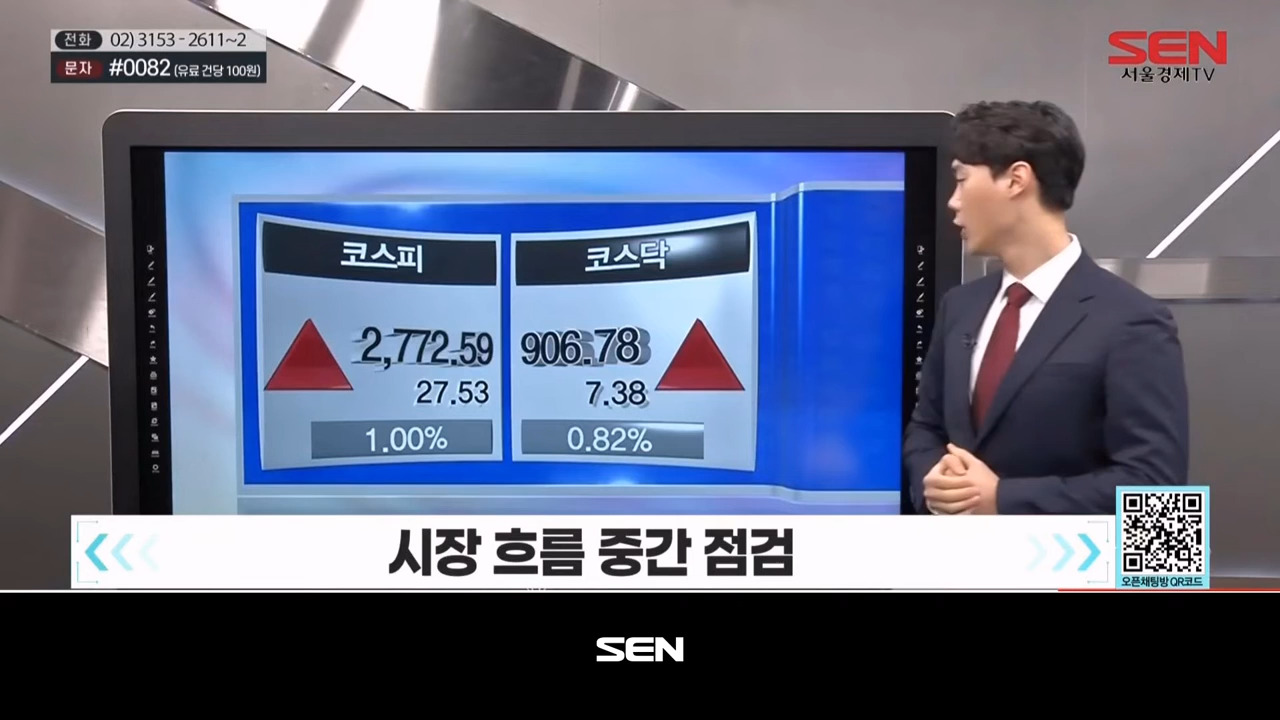 전화 02) 3153-2611~2
문자 #0082 (유료 건당 100원)
SEN
서울경제TV
코스피
2,772.59
27.53
1.00%
코스닥
906.78
7.38
0.82%
시장 흐름 중간 점검
오픈채팅방 QR코드
SEN